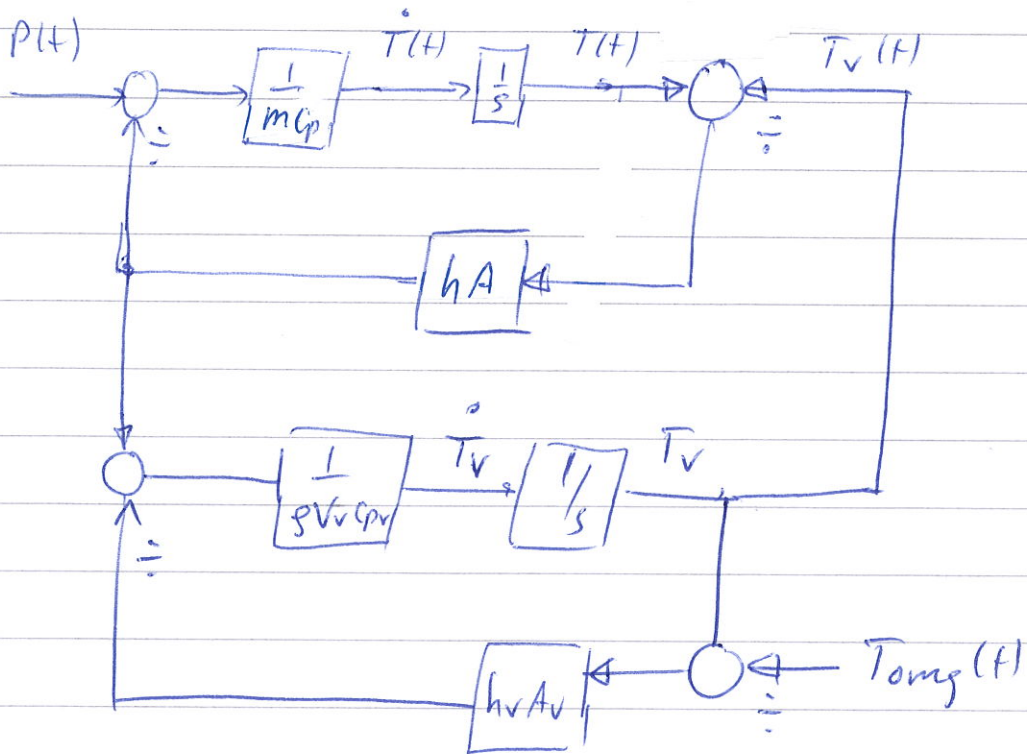 P(t) Ṫ(t) T(t) Tv(t)
1/mCp 1/s
÷ ÷
hA
Ṫv Tv
1/ρVvCpv 1/s
÷
hvAv Tomg(t)
÷